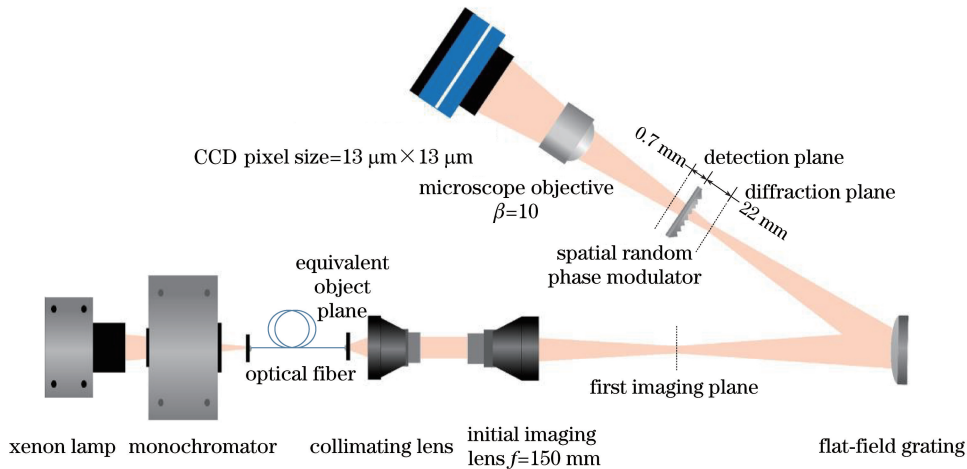 CCD pixel size=13 μm×13 μm
microscope objective
β=10
0.7 mm
detection plane
diffraction plane
22 mm
spatial random
phase modulator
equivalent
object
plane
optical fiber
first imaging plane
xenon lamp
monochromator
collimating lens
initial imaging
lens f=150 mm
flat-field grating